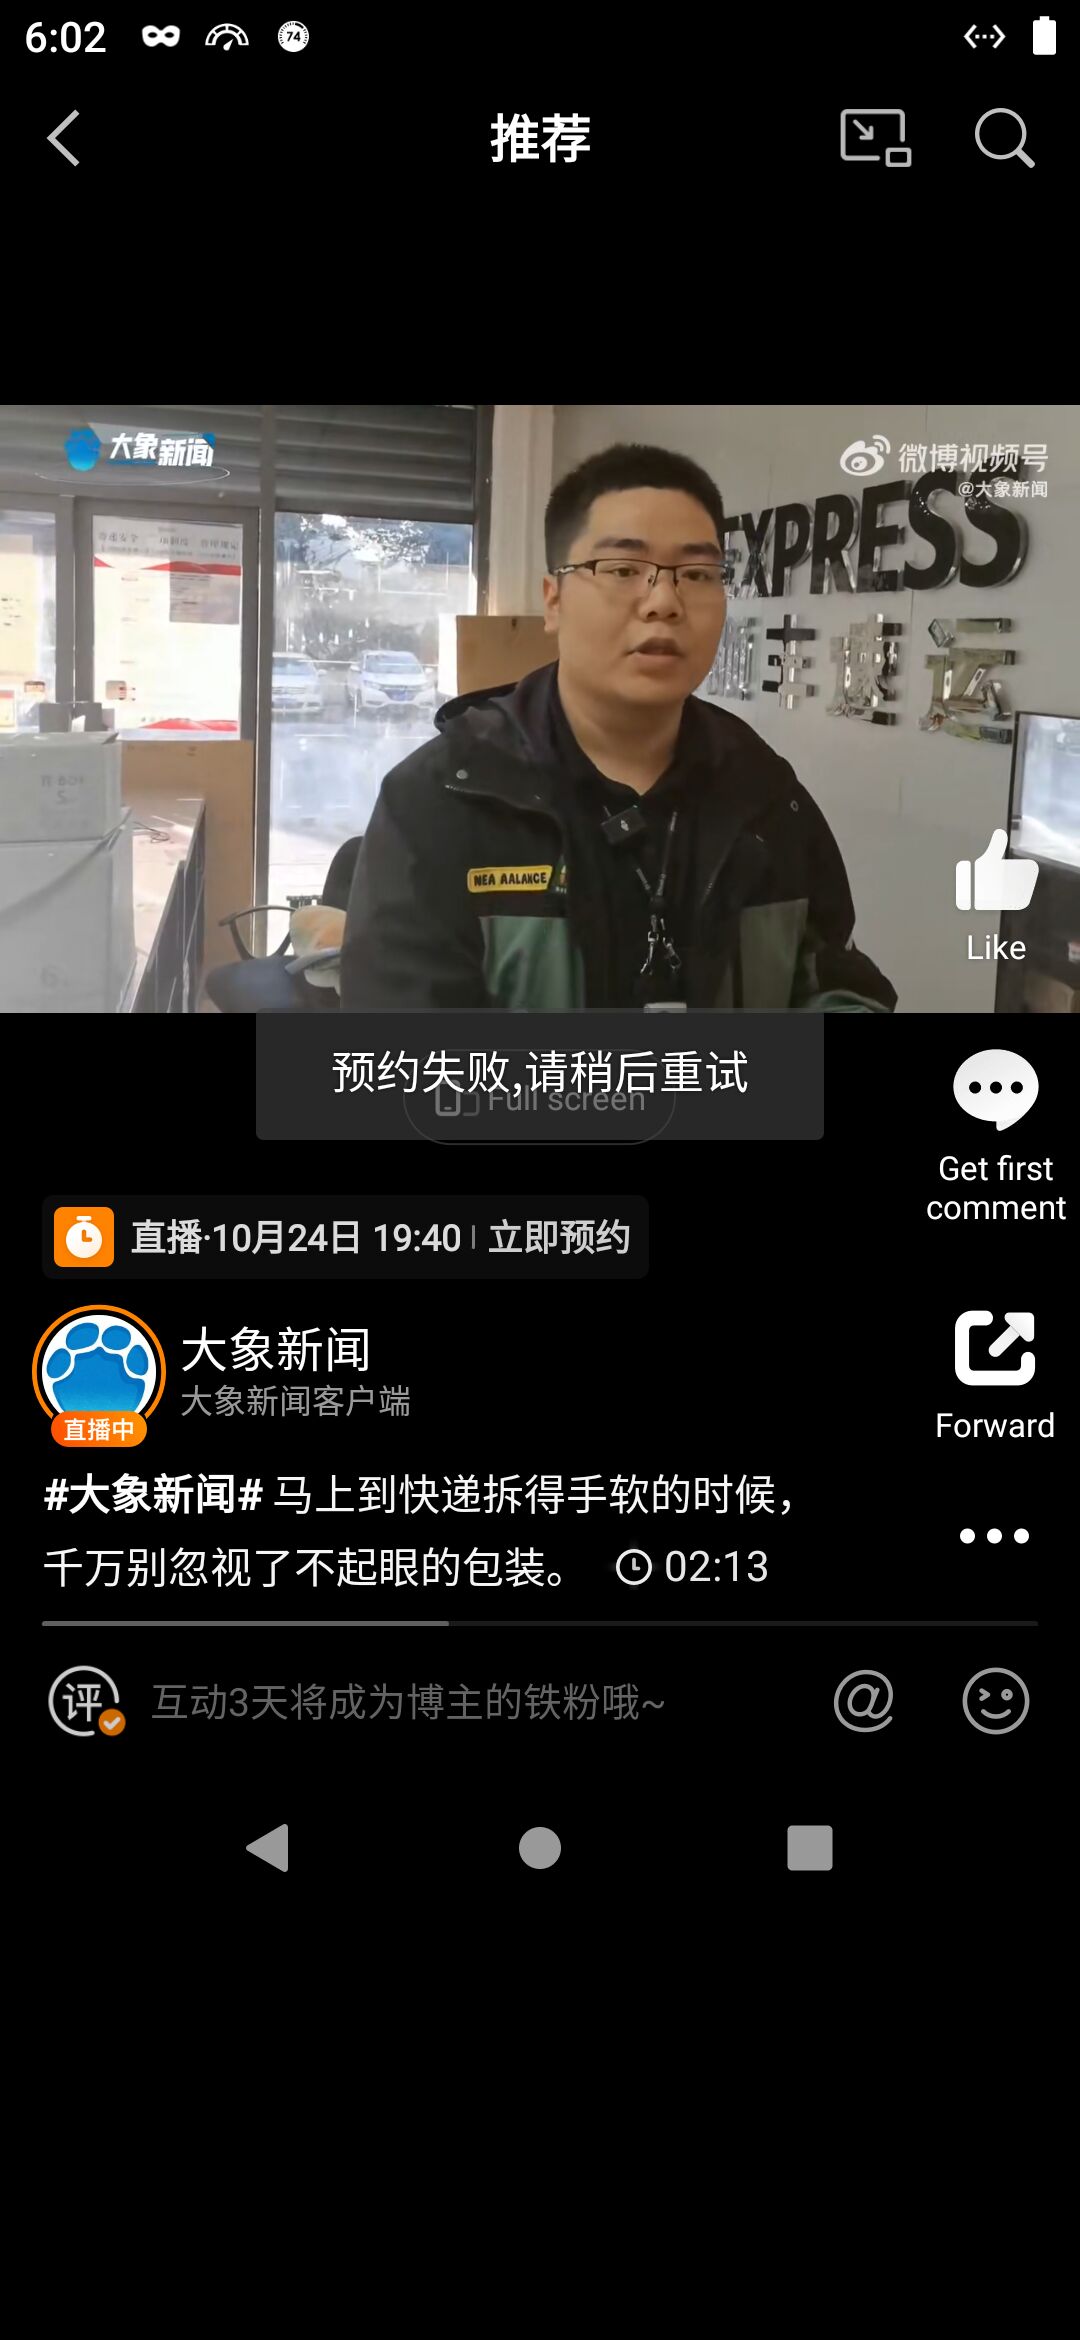 6:02
74
推荐
大象新闻
微博视频号
@大象新闻
EXPRESS
NEA AALANCE
Like
预约失败,请稍后重试
Full screen
Get first
comment
直播·10月24日 19:40 | 立即预约
大象新闻
大象新闻客户端
直播中
Forward
#大象新闻# 马上到快递拆得手软的时候，
千万别忽视了不起眼的包装。 02:13
评 互动3天将成为博主的铁粉哦~